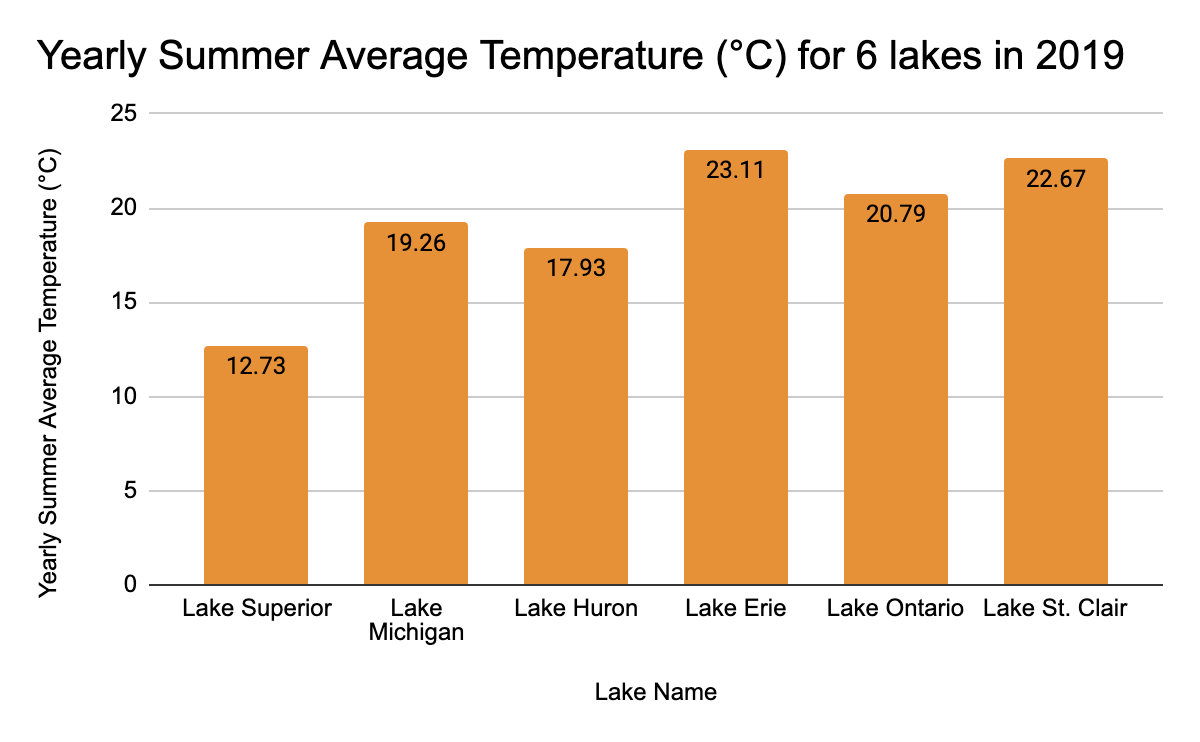 Yearly Summer Average Temperature (°C) for 6 lakes in 2019
Yearly Summer Average Temperature (°C)
25
20
15
10
5
0
12.73
19.26
17.93
23.11
20.79
22.67
Lake Superior
Lake
Michigan
Lake Huron
Lake Erie
Lake Ontario
Lake St. Clair
Lake Name